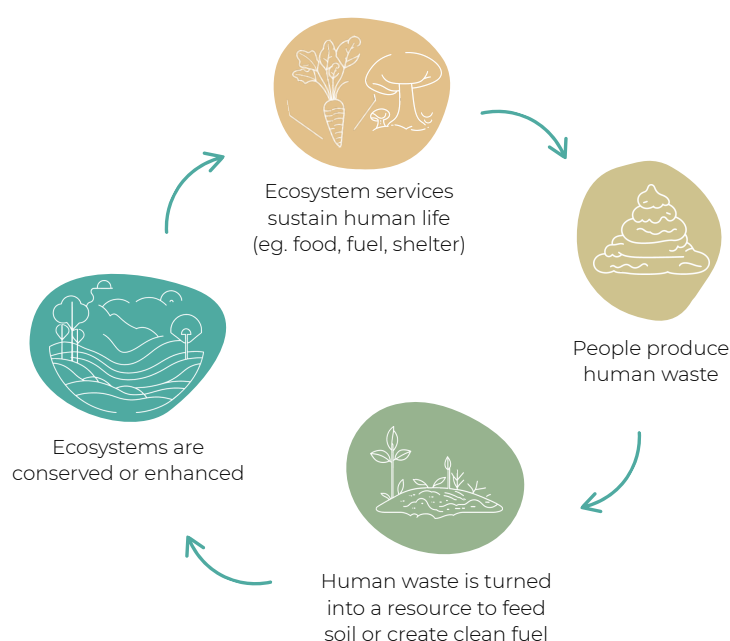 Ecosystem services
sustain human life
(eg. food, fuel, shelter)
People produce
human waste
Human waste is turned
into a resource to feed
soil or create clean fuel
Ecosystems are
conserved or enhanced